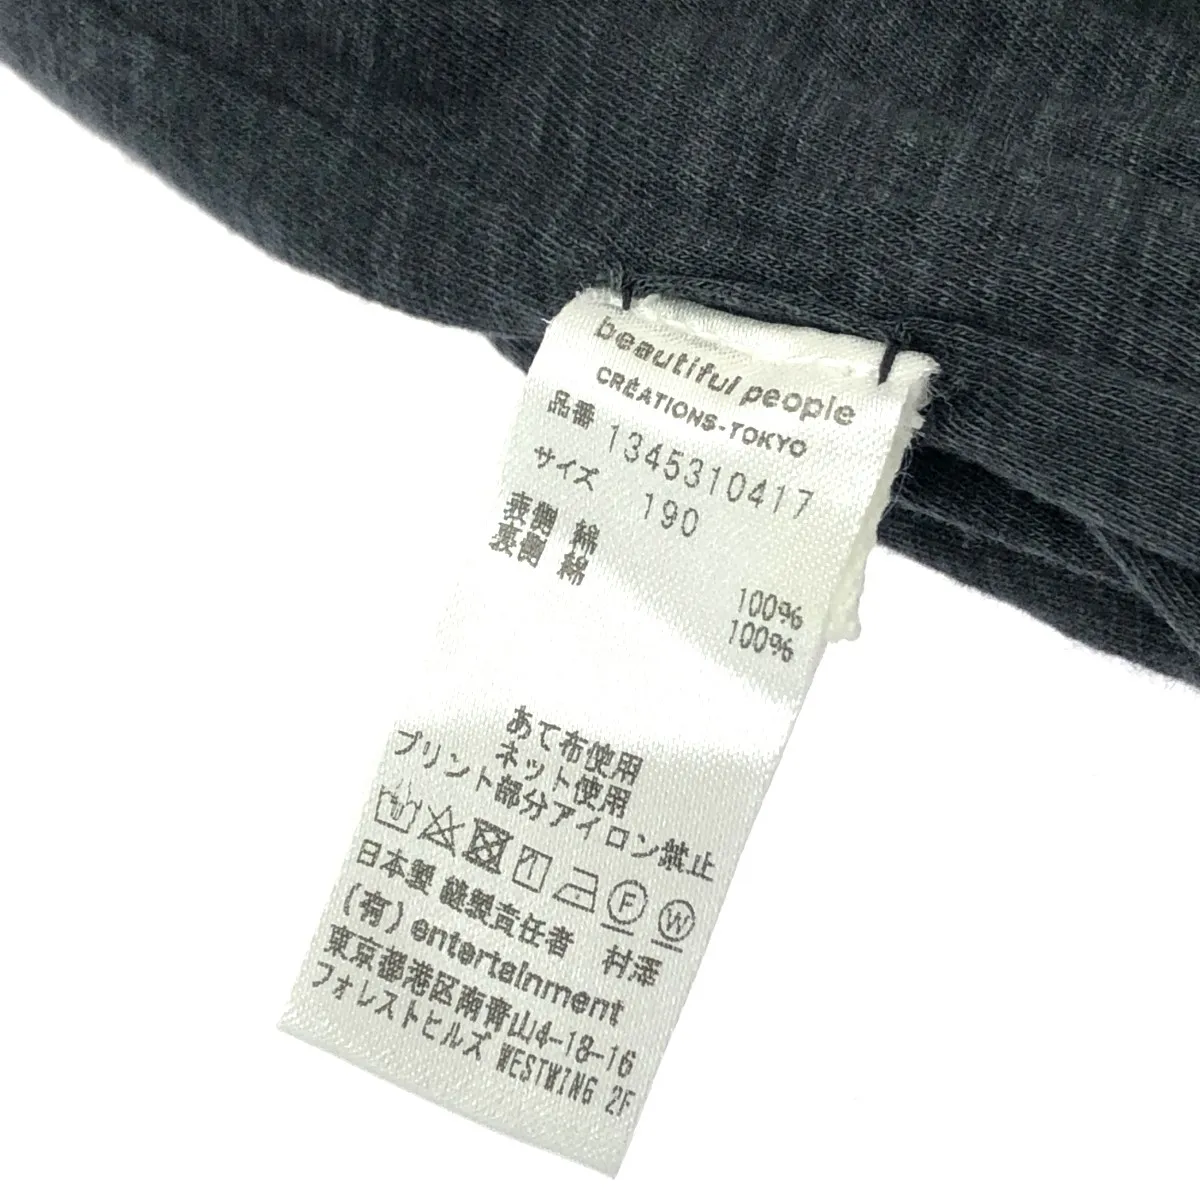 beautiful people
CRÉATIONS-TOKYO
品番 1345310417
サイズ 190
表側 綿 100%
裏側 綿 100%
あて布使用
ネット使用
プリント部分アイロン禁止
F W
日本製 縫製責任者 村澤
(有) entertainment
東京都港区南青山4-18-16
フォレストヒルズ WESTWING 2F